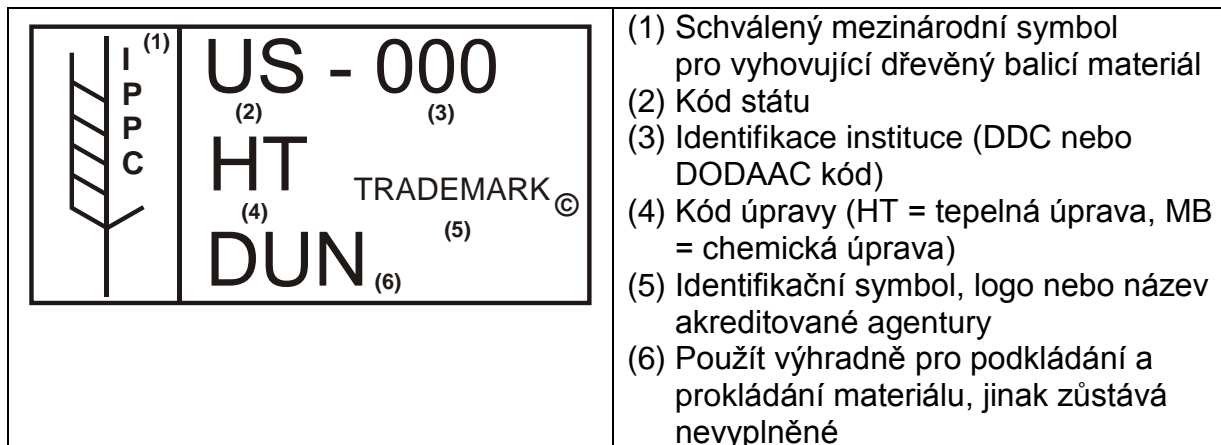 I
P
P
C
(1)
US - 000
(2) (3)
HT
(4)
TRADEMARK ©
(5)
DUN (6)
(1) Schválený mezinárodní symbol
pro vyhovující dřevěný balicí materiál
(2) Kód státu
(3) Identifikace instituce (DDC nebo
DODAAC kód)
(4) Kód úpravy (HT = tepelná úprava, MB
= chemická úprava)
(5) Identifikační symbol, logo nebo název
akreditované agentury
(6) Použít výhradně pro podkládání a
prokládání materiálu, jinak zůstává
nevyplněné